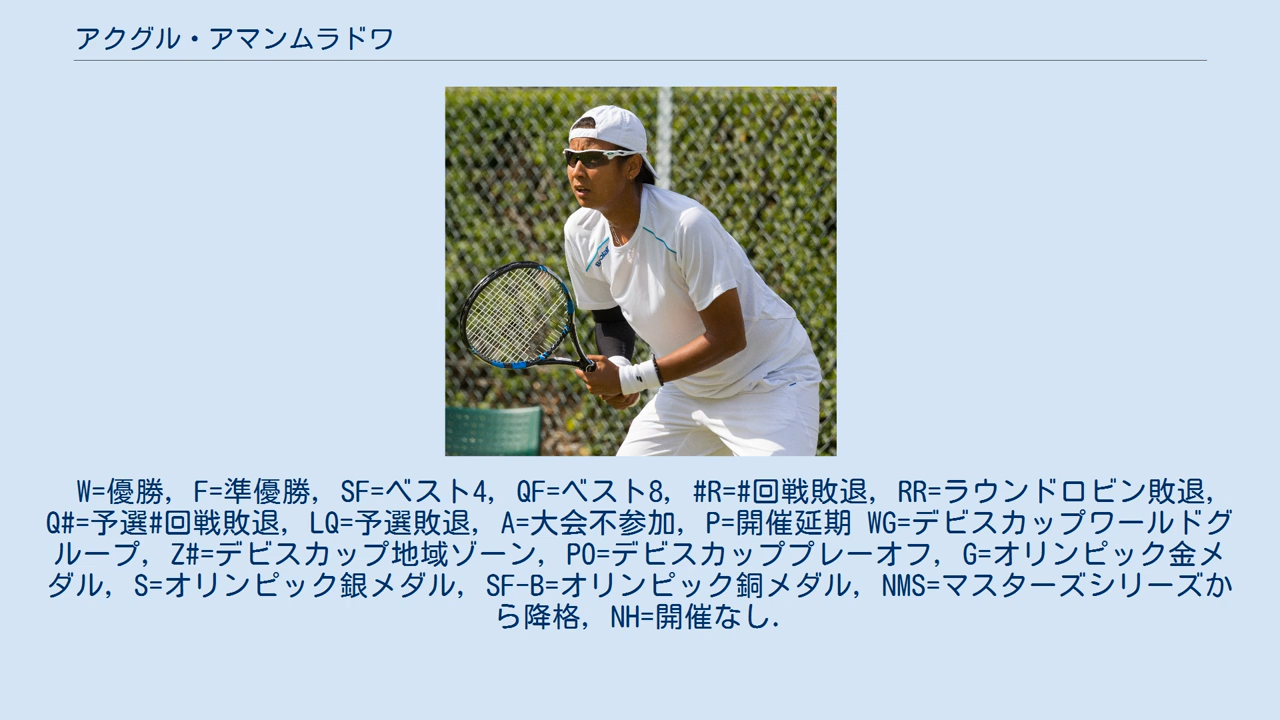 アクグル・アマンムラドワ
W=優勝, F=準優勝, SF=ベスト4, QF=ベスト8, #R=#回戦敗退, RR=ラウンドロビン敗退,
Q#=予選#回戦敗退, LQ=予選敗退, A=大会不参加, P=開催延期 WG=デビスカップワールドグ
ループ, Z#=デビスカップ地域ゾーン, PO=デビスカッププレーオフ, G=オリンピック金メ
ダル, S=オリンピック銀メダル, SF-B=オリンピック銅メダル, NMS=マスターズシリーズか
ら降格, NH=開催なし.